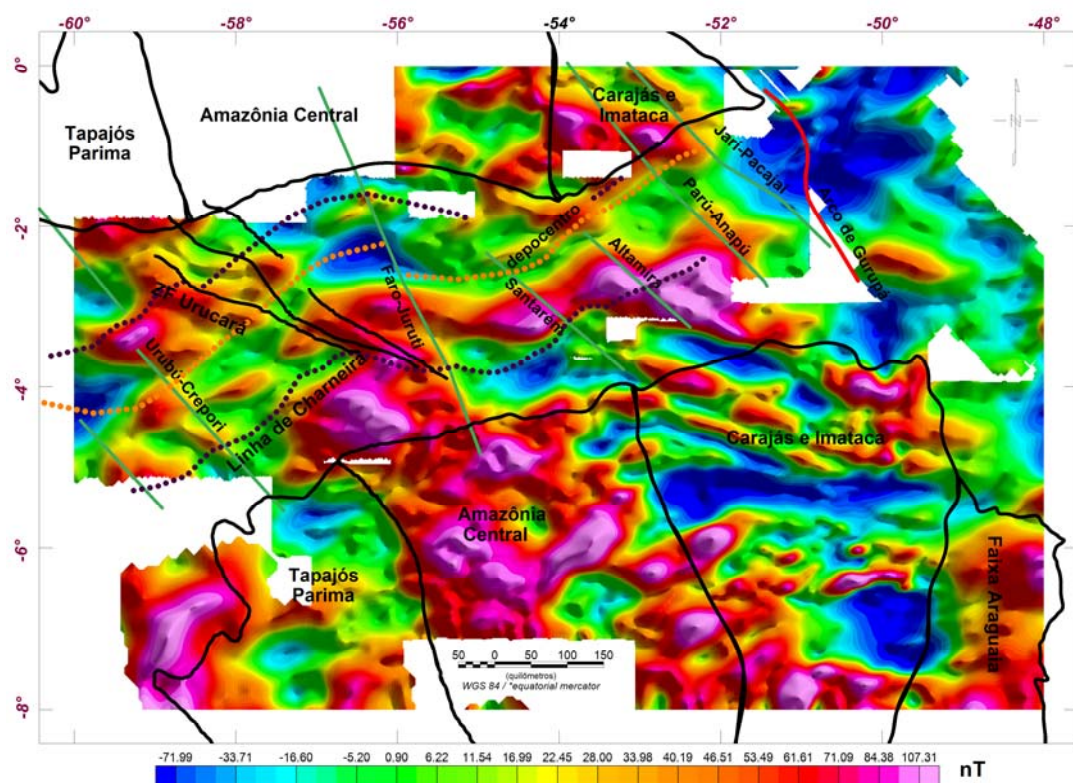 -60° -58° -56° -54° -52° -50° -48°
0°
-2°
-4°
-6°
-8°
Amazônia Central
Tapajós
Parima
Carajás e
Imataca
Jari-Pacajaí
Parú-Anapú
Arco de Gurupá
depocentro
Altamira
Santarém
Faro-Juruti
ZF. Urucará
Urubú-Crepori
Linha de Charneira
Carajás e Imataca
Amazônia
Central
Tapajós
Parima
Faixa Araguaia
50 0 50 100 150
(quilômetros)
WGS 84 / *equatorial mercator
-71.99 -33.71 -16.60 -5.20 0.90 6.22 11.54 16.99 22.45 28.00 33.98 40.19 46.51 53.49 61.61 71.09 84.38 107.31 nT